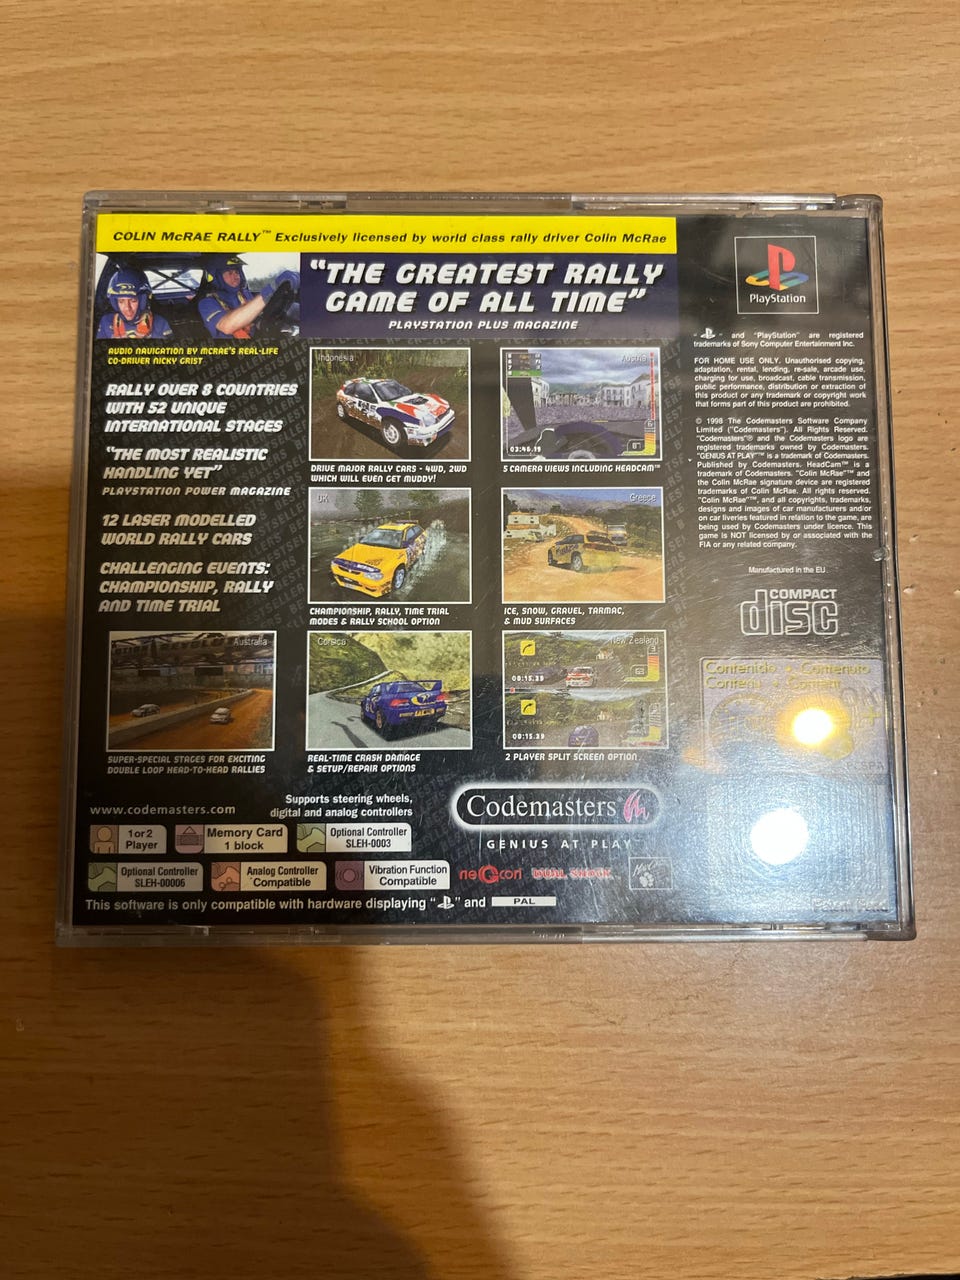 COLIN McRAE RALLY™ Exclusively licensed by world class rally driver Colin McRae
“THE GREATEST RALLY
GAME OF ALL TIME”
PLAYSTATION PLUS MAGAZINE
AUDIO NAVIGATION BY MCRAE'S REAL-LIFE
CO-DRIVER NICKY GRIST
RALLY OVER 8 COUNTRIES
WITH 52 UNIQUE
INTERNATIONAL STAGES
“THE MOST REALISTIC
HANDLING YET”
PLAYSTATION POWER MAGAZINE
12 LASER MODELLED
WORLD RALLY CARS
CHALLENGING EVENTS:
CHAMPIONSHIP, RALLY
AND TIME TRIAL
Indonesia
DRIVE MAJOR RALLY CARS - 4WD, 2WD
WHICH WILL EVEN GET MUDDY!
03:46.19
5 CAMERA VIEWS INCLUDING HEADCAM™
UK
CHAMPIONSHIP, RALLY, TIME TRIAL
MODES & RALLY SCHOOL OPTION
Greece
ICE, SNOW, GRAVEL, TARMAC,
& MUD SURFACES
Australia
SUPER-SPECIAL STAGES FOR EXCITING
DOUBLE LOOP HEAD-TO-HEAD RALLIES
Corsica
REAL-TIME CRASH DAMAGE
& SETUP/REPAIR OPTIONS
New Zealand
00:15.39
00:15.39
2 PLAYER SPLIT SCREEN OPTION
PlayStation
“ ” and “PlayStation” are registered
trademarks of Sony Computer Entertainment Inc.
FOR HOME USE ONLY. Unauthorised copying,
adaptation, rental, lending, re-sale, arcade use,
charging for use, broadcast, cable transmission,
public performance, distribution or extraction of
this product or any trademark or copyright work
that forms part of this product are prohibited.
© 1998 The Codemasters Software Company
Limited ("Codemasters"). All Rights Reserved.
"Codemasters"® and the Codemasters logo are
registered trademarks owned by Codemasters.
"GENIUS AT PLAY"™ is a trademark of Codemasters.
Published by Codemasters. HeadCam™ is a
trademark of Codemasters. "Colin McRae"™ and
the Colin McRae signature device are registered
trademarks of Colin McRae. All rights reserved.
"Colin McRae"™, and all copyrights, trademarks,
designs and images of car manufacturers and/or
on car liveries featured in relation to the game, are
being used by Codemasters under licence. This
game is NOT licensed by or associated with the
FIA or any related company.
Manufactured in the EU
COMPACT
disc
Contenido • Contenuto
www.codemasters.com
Supports steering wheels,
digital and analog controllers
Codemasters
GENIUS AT PLAY
1 or 2
Player
Memory Card
1 block
Optional Controller
SLEH-0003
Optional Controller
SLEH-00006
Analog Controller
Compatible
Vibration Function
Compatible
neGcon
DUAL SHOCK
This software is only compatible with hardware displaying “ ” and PAL